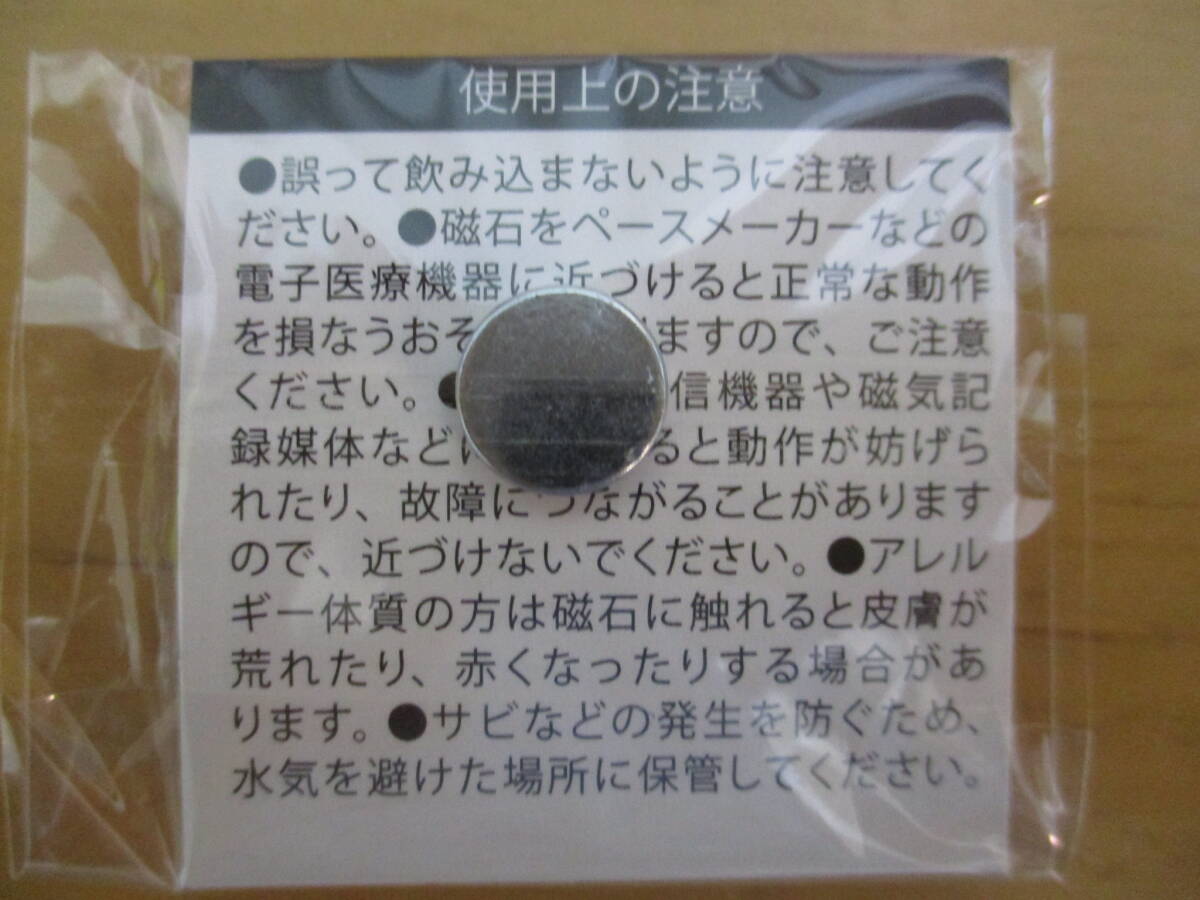 使用上の注意
●誤って飲み込まないように注意してく
ださい。●磁石をペースメーカーなどの
電子医療機器に近づけると正常な動作
を損なうおそ ますので、ご注意
ください。● 信機器や磁気記
録媒体などに ると動作が妨げら
れたり、故障につながることがあります
ので、近づけないでください。●アレル
ギー体質の方は磁石に触れると皮膚が
荒れたり、赤くなったりする場合があ
ります。●サビなどの発生を防ぐため、
水気を避けた場所に保管してください。